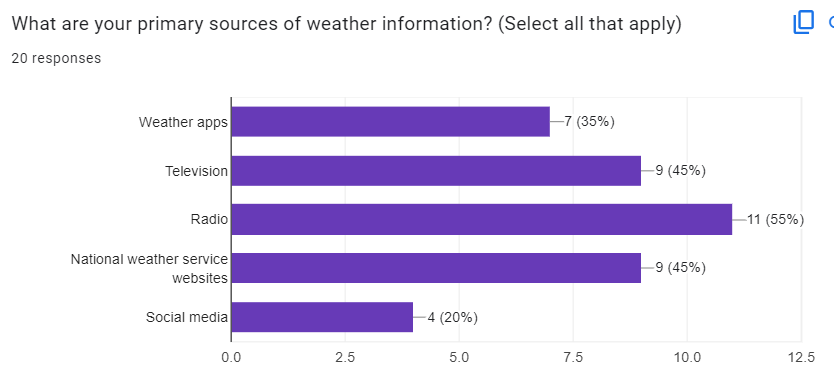 What are your primary sources of weather information? (Select all that apply)
20 responses
Weather apps
7 (35%)
Television
9 (45%)
Radio
11 (55%)
National weather service
websites
9 (45%)
Social media
4 (20%)
0.0 2.5 5.0 7.5 10.0 12.5